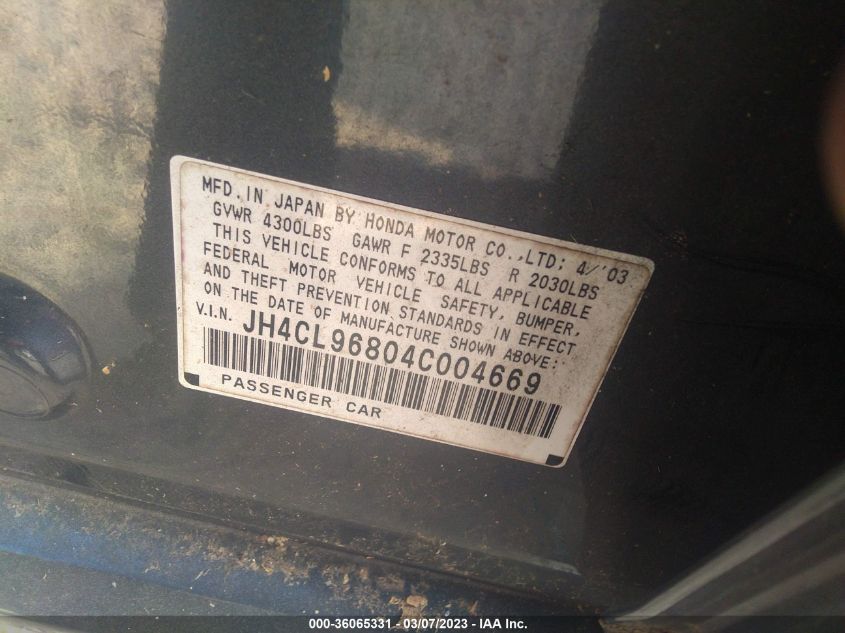 MFD. IN JAPAN BY HONDA MOTOR CO.,LTD; 4/'03
GVWR 4300LBS GAWR F 2335LBS R 2030LBS
THIS VEHICLE CONFORMS TO ALL APPLICABLE
FEDERAL MOTOR VEHICLE SAFETY, BUMPER,
AND THEFT PREVENTION STANDARDS IN EFFECT
ON THE DATE OF MANUFACTURE SHOWN ABOVE:
V.I.N. JH4CL96804C004669
PASSENGER CAR
000-36065331 - 03/07/2023 - IAA Inc.